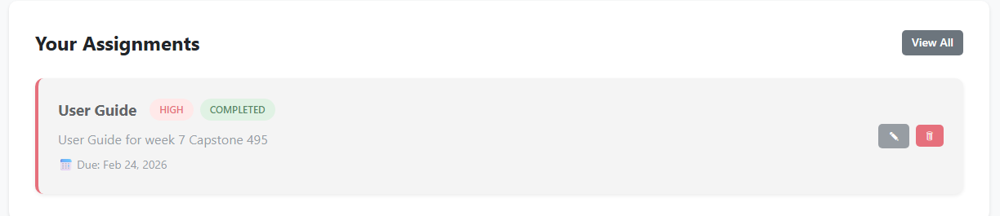 Your Assignments
View All
User Guide HIGH COMPLETED
User Guide for week 7 Capstone 495
Due: Feb 24, 2026